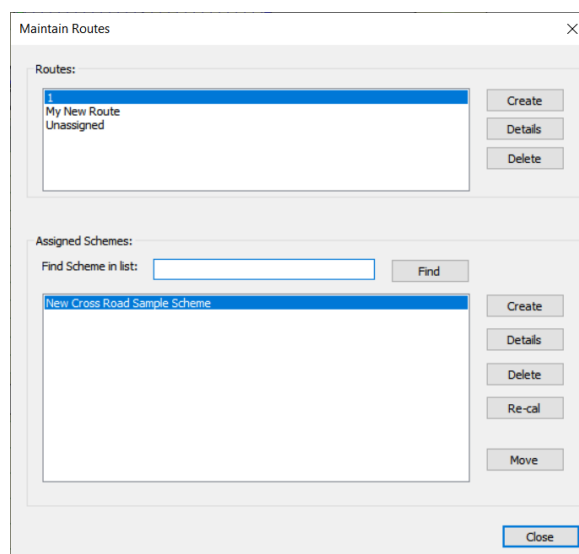 Maintain Routes
Routes:
1
My New Route
Unassigned
Create
Details
Delete
Assigned Schemes:
Find Scheme in list:
Find
New Cross Road Sample Scheme
Create
Details
Delete
Re-cal
Move
Close